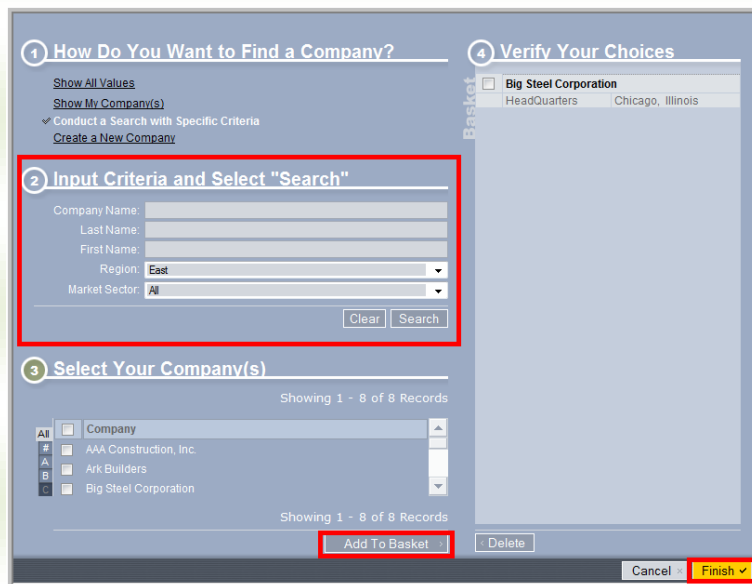 1 How Do You Want to Find a Company?
Show All Values
Show My Company(s)
Conduct a Search with Specific Criteria
Create a New Company
2 Input Criteria and Select "Search"
Company Name:
Last Name:
First Name:
Region: East
Market Sector: All
Clear Search
3 Select Your Company(s)
Showing 1 - 8 of 8 Records
All
#
A
B
C
Company
AAA Construction, Inc.
Ark Builders
Big Steel Corporation
Showing 1 - 8 of 8 Records
Add To Basket
4 Verify Your Choices
Basket
Big Steel Corporation
HeadQuarters Chicago, Illinois
Delete
Cancel × Finish